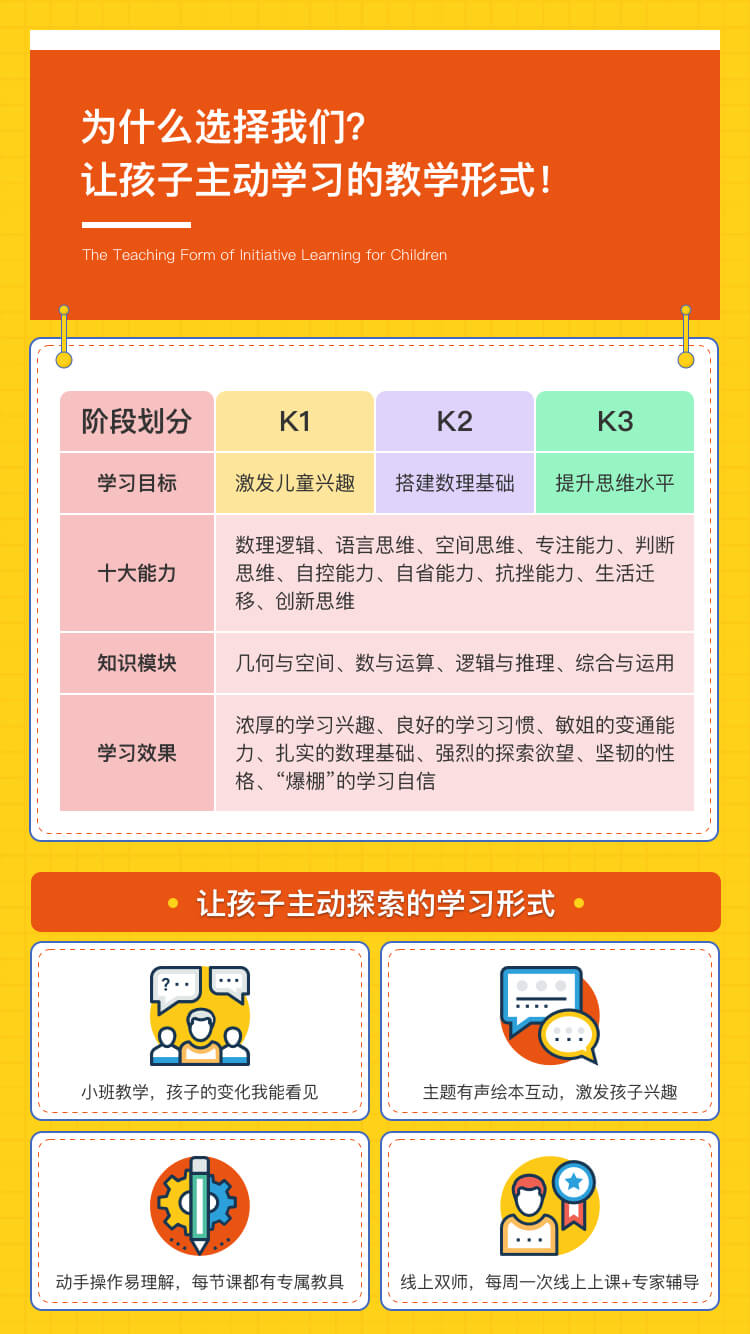 为什么选择我们?
让孩子主动学习的教学形式!
The Teaching Form of Initiative Learning for Children
阶段划分 K1 K2 K3
学习目标 激发儿童兴趣 搭建数理基础 提升思维水平
十大能力
数理逻辑、语言思维、空间思维、专注能力、判断
思维、自控能力、自省能力、抗挫能力、生活迁
移、创新思维
知识模块 几何与空间、数与运算、逻辑与推理、综合与运用
学习效果
浓厚的学习兴趣、良好的学习习惯、敏姐的变通能
力、扎实的数理基础、强烈的探索欲望、坚韧的性
格、“爆棚”的学习自信
让孩子主动探索的学习形式
?
小班教学，孩子的变化我能看见
主题有声绘本互动，激发孩子兴趣
动手操作易理解，每节课都有专属教具
线上双师，每周一次线上上课+专家辅导